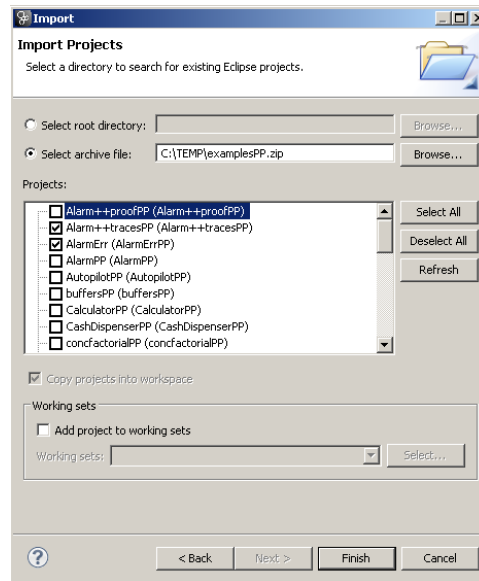 Import
Import Projects
Select a directory to search for existing Eclipse projects.
Select root directory:
Browse...
Select archive file:
C:\TEMP\examplesPP.zip
Browse...
Projects:
Alarm++proofPP (Alarm++proofPP)
Select All
Alarm++tracesPP (Alarm++tracesPP)
AlarmErr (AlarmErrPP)
Deselect All
AlarmPP (AlarmPP)
AutopilotPP (AutopilotPP)
Refresh
buffersPP (buffersPP)
CalculatorPP (CalculatorPP)
CashDispenserPP (CashDispenserPP)
concfactorialPP (concfactorialPP)
Copy projects into workspace
Working sets
Add project to working sets
Working sets:
Select...
?
< Back
Next >
Finish
Cancel